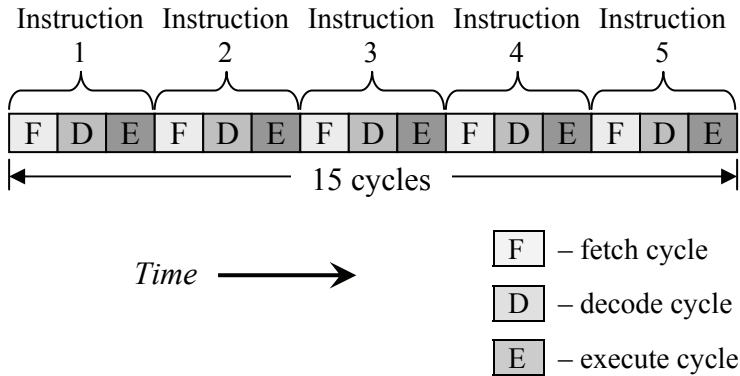 Instruction Instruction Instruction Instruction Instruction
1 2 3 4 5
F D E F D E F D E F D E F D E
15 cycles
Time
F – fetch cycle
D – decode cycle
E – execute cycle